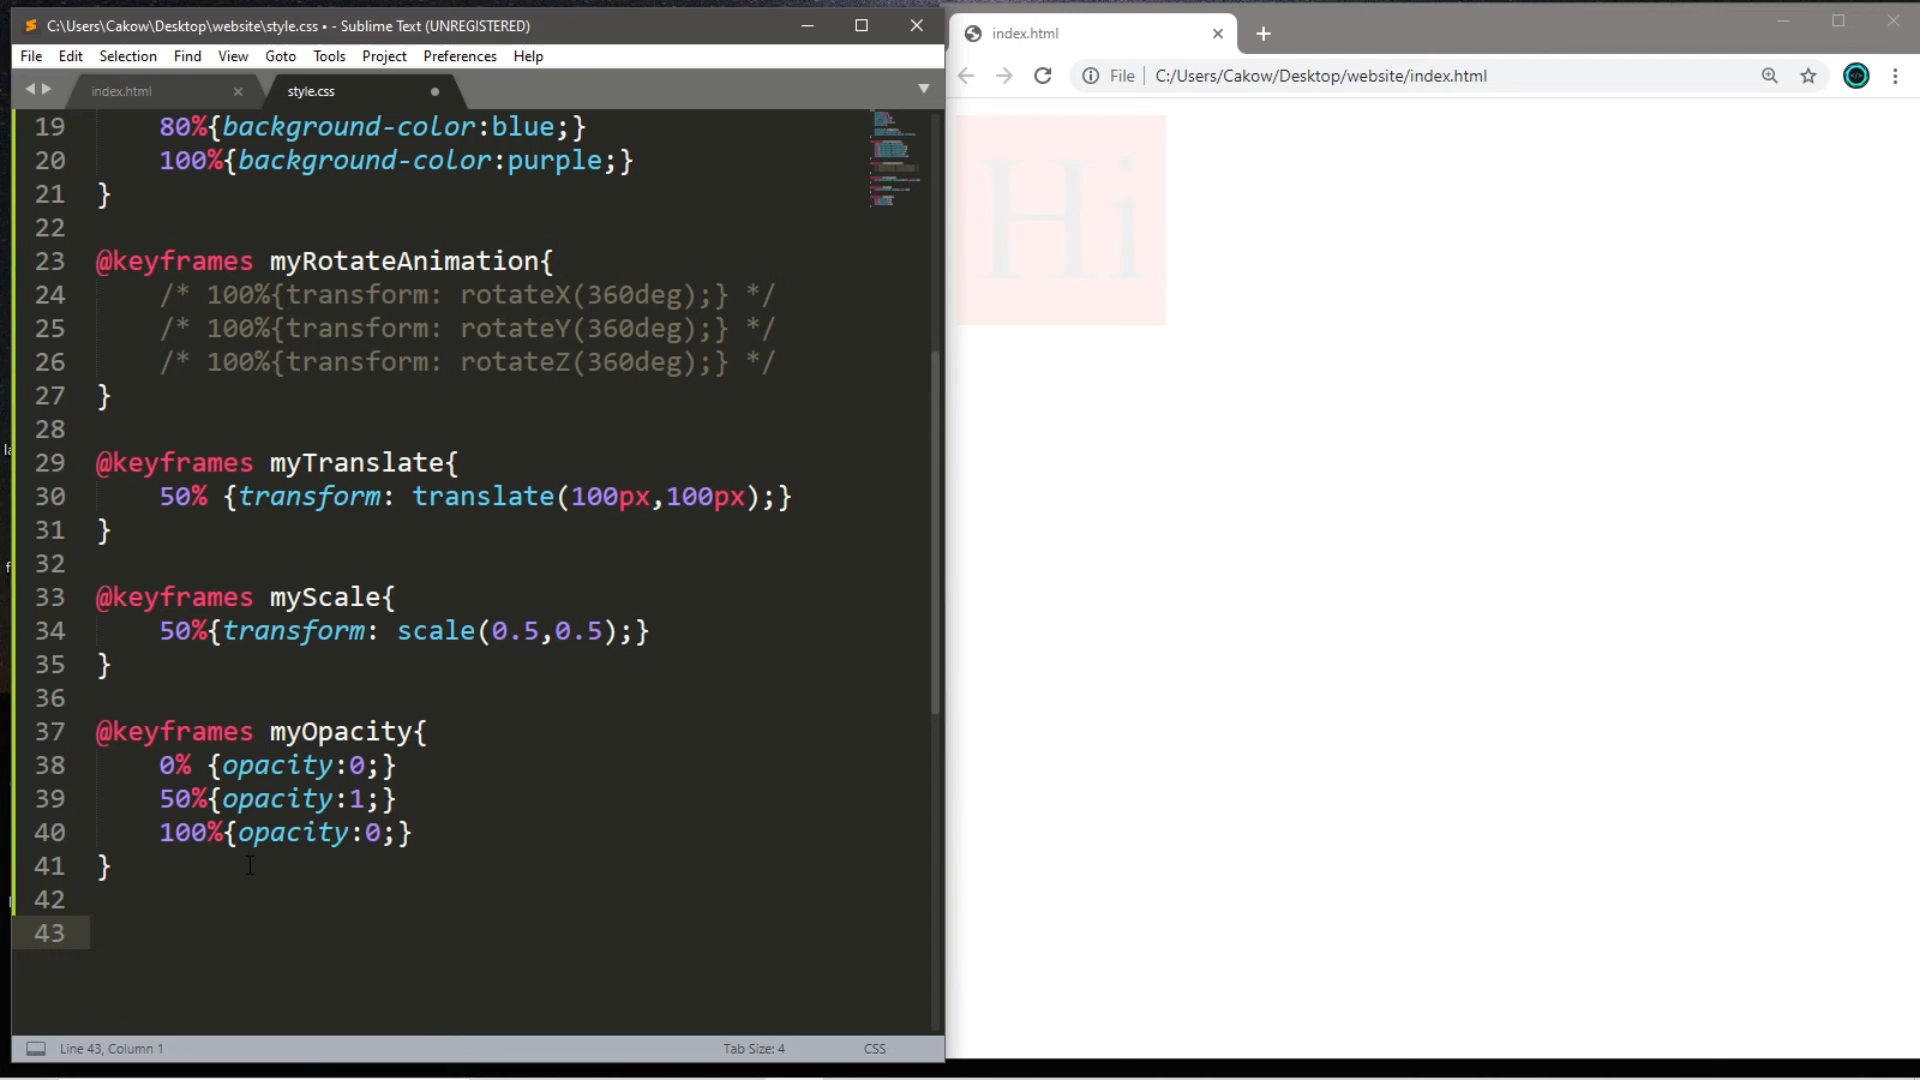 C:\Users\Cakow\Desktop\website\style.css • - Sublime Text (UNREGISTERED)
File Edit Selection Find View Goto Tools Project Preferences Help
index.html style.css
19 80%{background-color:blue;}
20 100%{background-color:purple;}
21 }
22
23 @keyframes myRotateAnimation{
24 /* 100%{transform: rotateX(360deg);} */
25 /* 100%{transform: rotateY(360deg);} */
26 /* 100%{transform: rotateZ(360deg);} */
27 }
28
29 @keyframes myTranslate{
30 50% {transform: translate(100px,100px);}
31 }
32
33 @keyframes myScale{
34 50%{transform: scale(0.5,0.5);}
35 }
36
37 @keyframes myOpacity{
38 0% {opacity:0;}
39 50%{opacity:1;}
40 100%{opacity:0;}
41 }
42
43
Line 43, Column 1 Tab Size: 4 CSS
index.html
File C:/Users/Cakow/Desktop/website/index.html
Hi